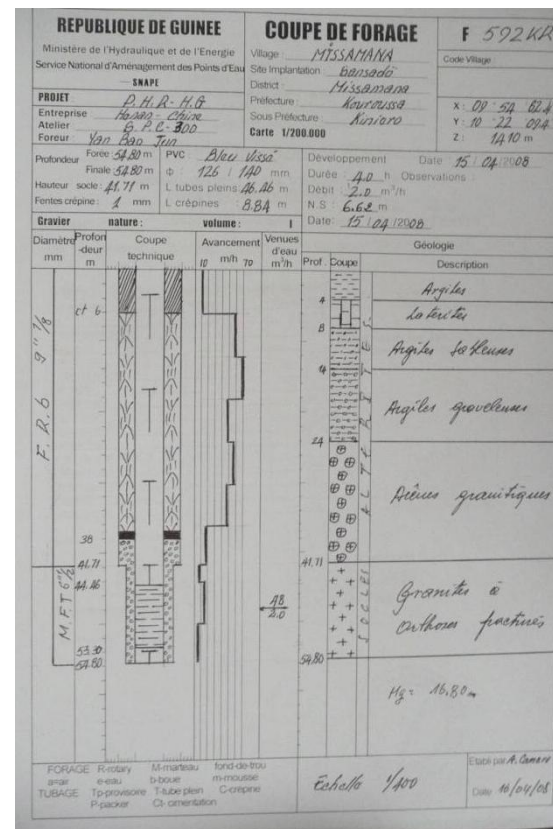 REPUBLIQUE DE GUINEE
Ministère de l'Hydraulique et de l'Energie
Service National d'Aménagement des Points d'Eau
SNAPE
PROJET P.H.R-H.G
Entreprise Henan-Chine
Atelier G.P.C-300
Foreur : Yan Bao Jun
COUPE DE FORAGE
Village : MISSAMANA
Site Implantation Bansadö
District : Missamana
Préfecture : Kouroussa
Sous Préfecture : Kiniero
Carte 1/200.000
F 592KR
Code Village
X : 09 54 62.4
Y : 10 22 09.4
Z : 1410 m
Profondeur Forée 54.80 m
Finale 54.80 m
Hauteur socle : 41.71 m
Fentes crépine : 1 mm
PVC : Bleu Vissé
Φ : 126 / 140 mm
L tubes pleins 46.46 m
L crépines : 8.84 m
Développement Date 15 / 04 / 2008
Durée : 4.0 h Observations :
Débit : 2.0 m³/h
N.S : 6.62 m
Date : 15 / 04 / 2008
Gravier nature : volume : l
Diamètre mm
Profondeur m
Coupe technique
Avancement
10 m/h 70
Venues d'eau m³/h
Géologie
Prof. Coupe Description
F.R.b 9"7/8
M.F.T 6"1/2
ct 6
38
41.71
44.46
53.30
54.80
48
2.0
4
8
24
41.71
54.80
ALTERITES
SOCLES
Argiles
Laterites
Argiles Sableuses
Argiles graveleuses
Arènes granitiques
Granites à
Orthoses fracturés
Hg = 16.80m
FORAGE R-rotary M-marteau fond-de-trou
a=air e-eau b-boue m-mousse
TUBAGE Tp-provisoire T-tube plein C-crépine
P-packer Ct- cimentation
Échelle 1/400
Etabli par A. Camara
Date 16/04/08